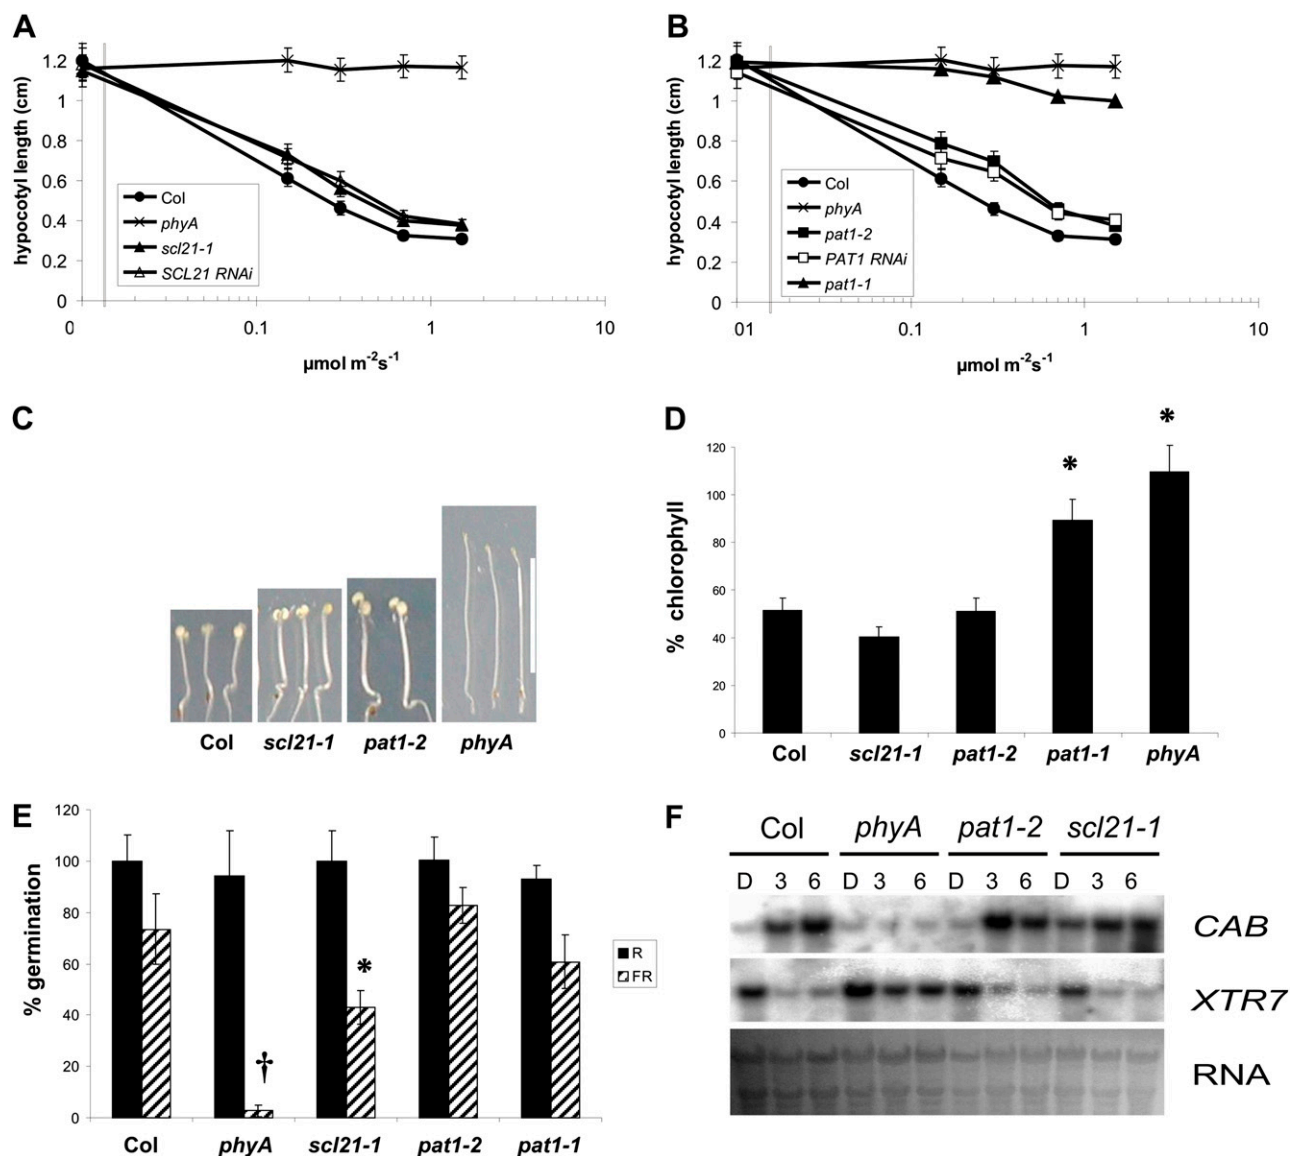 A
hypocotyl length (cm)
1.2
1
0.8
0.6
0.4
0.2
0
Col
phyA
scl21-1
SCL21 RNAi
0
0.1
1
10
µmol m-2s-1
B
hypocotyl length (cm)
1.2
1
0.8
0.6
0.4
0.2
0
Col
phyA
pat1-2
PAT1 RNAi
pat1-1
01
0.1
1
10
µmol m-2s-1
C
Col scl21-1 pat1-2 phyA
D
% chlorophyll
120
100
80
60
40
20
0
*
*
Col scl21-1 pat1-2 pat1-1 phyA
E
% germination
120
100
80
60
40
20
0
†
*
R
FR
Col phyA scl21-1 pat1-2 pat1-1
F
Col phyA pat1-2 scl21-1
D 3 6 D 3 6 D 3 6 D 3 6
CAB
XTR7
RNA